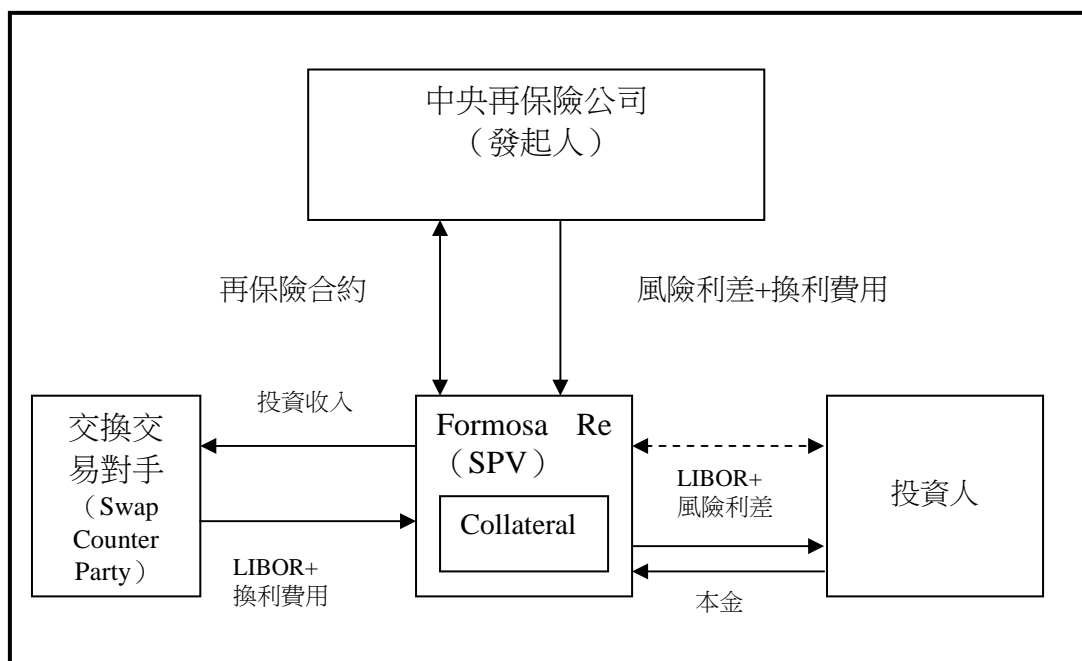 中央再保險公司
（發起人）
再保險合約
風險利差+換利費用
投資收入
交換交
易對手
（Swap
Counter
Party）
LIBOR+
換利費用
Formosa Re
（SPV）
Collateral
LIBOR+
風險利差
本金
投資人